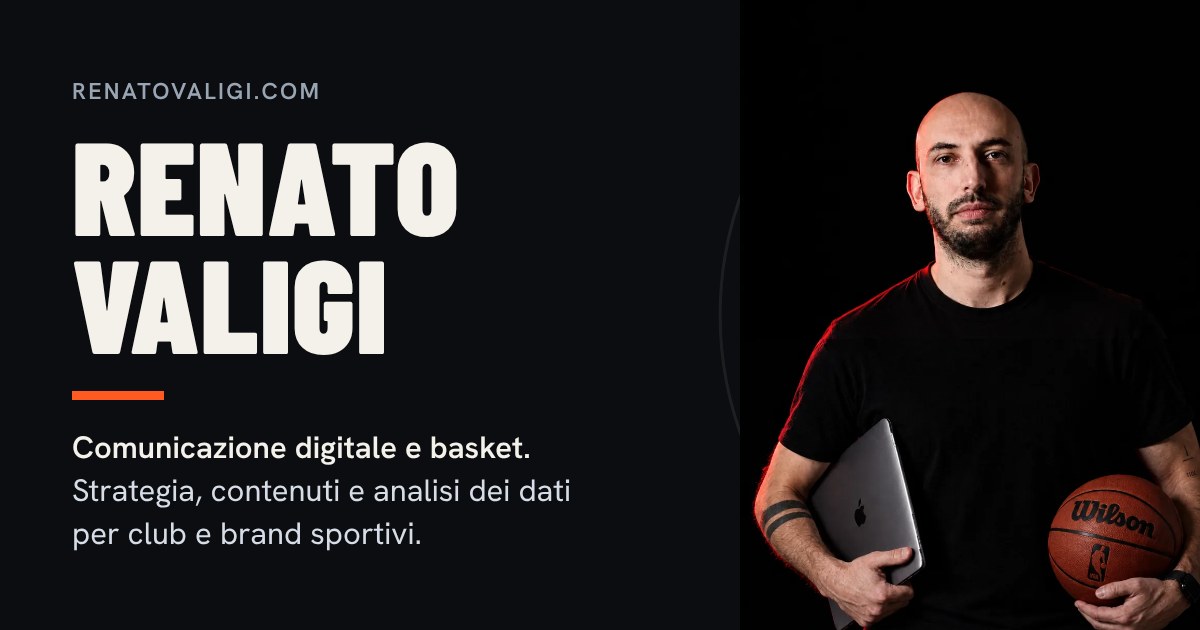 RENATOVALIGI.COM
RENATO
VALIGI
Comunicazione digitale e basket.
Strategia, contenuti e analisi dei dati
per club e brand sportivi.
Wilson